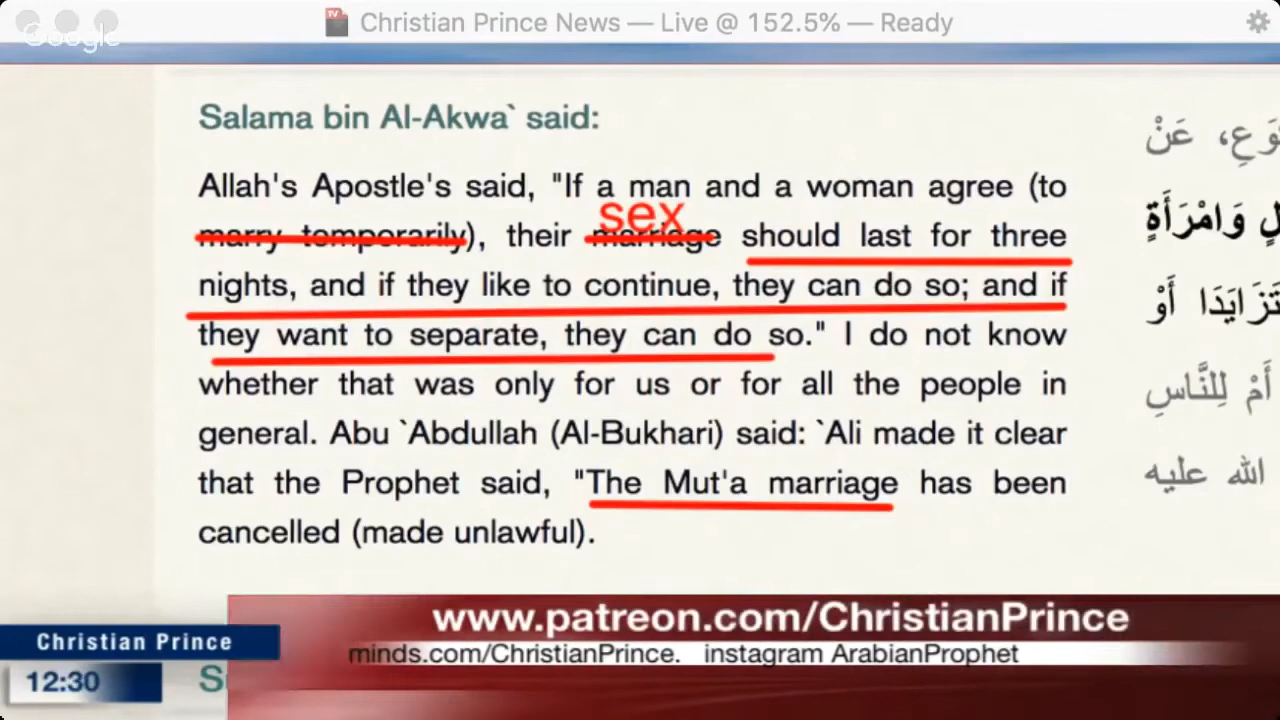 Google
Christian Prince News — Live @ 152.5% — Ready
Salama bin Al-Akwa` said:
Allah's Apostle's said, "If a man and a woman agree (to
sex
marry temporarily), their marriage should last for three
nights, and if they like to continue, they can do so; and if
they want to separate, they can do so." I do not know
whether that was only for us or for all the people in
general. Abu `Abdullah (Al-Bukhari) said: `Ali made it clear
that the Prophet said, "The Mut'a marriage has been
cancelled (made unlawful).
عَنْ
وَامْرَأَةٍ
تَزَايَدَا أَوْ
أَمْ لِلنَّاسِ
الله عليه
www.patreon.com/ChristianPrince
Christian Prince
minds.com/ChristianPrince. instagram ArabianProphet
12:30